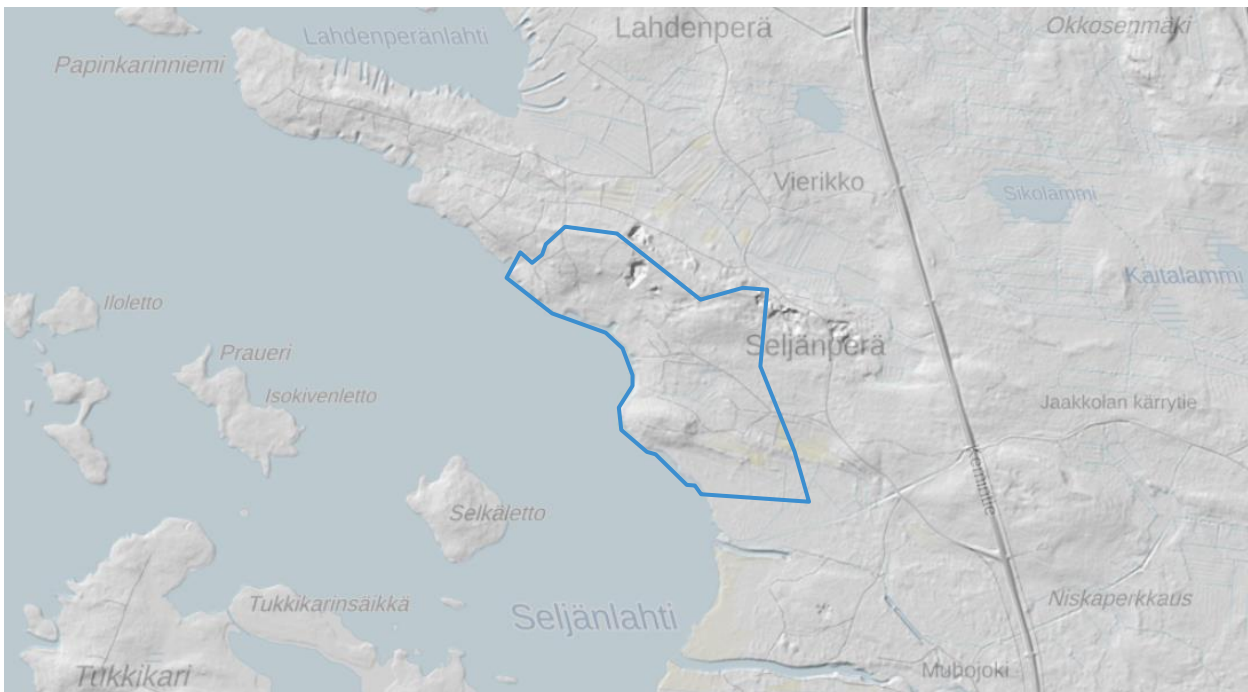 Lahdenperä
Okkosenmäki
Lahdenperänlahti
Papinkarinniemi
Vierikko
Sikolammi
Kaitalammi
Iloletto
Seljänperä
Praueri
Isokivenletto
Jaakkolan kärrytie
Kemintie
Selkäletto
Tukkikarinsäikkä
Niskaperkkaus
Seljänlahti
Muhojoki
Tukkikari